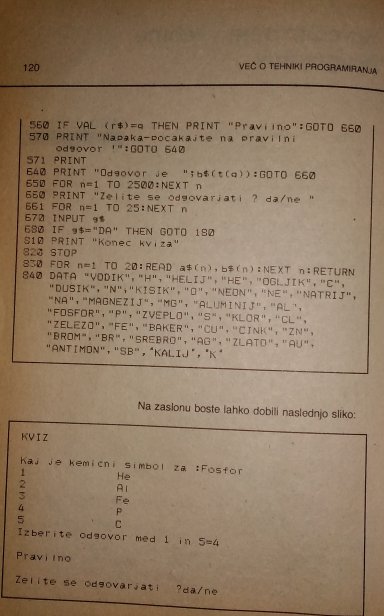 120
VEČ O TEHNIKI PROGRAMIRANJA
560 IF VAL (r$)=q THEN PRINT "Pravilno":GOTO 660
570 PRINT "Napaka-pocakajte na pravilni
odgovor !":GOTO 640
571 PRINT
640 PRINT "Odgovor je ";b$(t(q)):GOTO 660
650 FOR n=1 TO 2500:NEXT n
660 PRINT "Zelite se odgovarjati ? da/ne "
661 FOR n=1 TO 25:NEXT n
670 INPUT g$
680 IF g$="DA" THEN GOTO 180
810 PRINT "Konec kviza"
820 STOP
830 FOR n=1 TO 20:READ a$(n),b$(n):NEXT n:RETURN
840 DATA "VODIK","H","HELIJ","HE","OGLJIK","C",
"DUSIK","N","KISIK","O","NEON","NE","NATRIJ",
"NA","MAGNEZIJ","MG","ALUMINIJ","AL",
"FOSFOR","P","ZVEPLO","S","KLOR","CL",
"ZELEZO","FE","BAKER","CU","CINK","ZN",
"BROM","BR","SREBRO","AG","ZLATO","AU",
"ANTIMON","SB","KALIJ","K"
Na zaslonu boste lahko dobili naslednjo sliko:
KVIZ
Kaj je kemicni simbol za :Fosfor
1 He
2 Al
3 Fe
4 P
5 C
Izberite odgovor med 1 in 5=4
Pravilno
Zelite se odgovarjati ?da/ne